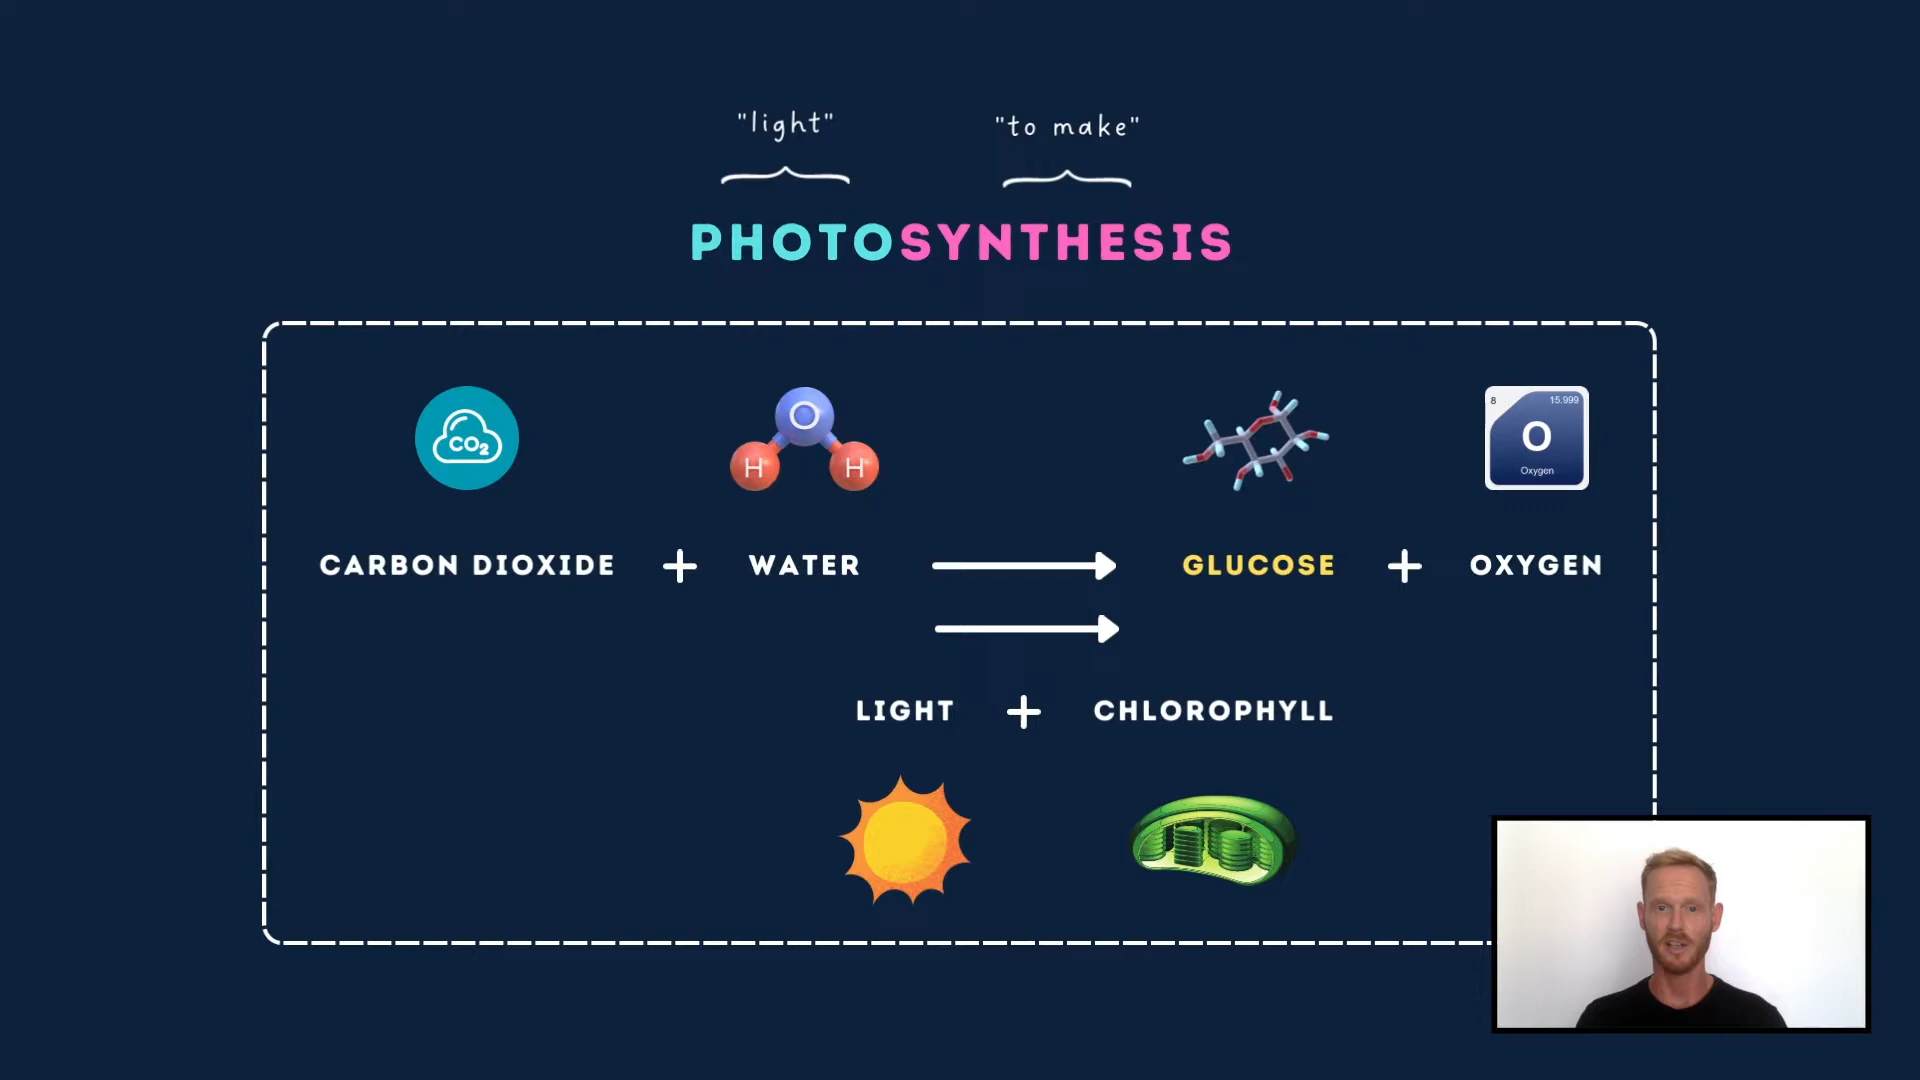 "light" "to make"
PHOTOSYNTHESIS
CO2
O
H H
8 15.999
O
Oxygen
CARBON DIOXIDE + WATER GLUCOSE + OXYGEN
LIGHT + CHLOROPHYLL